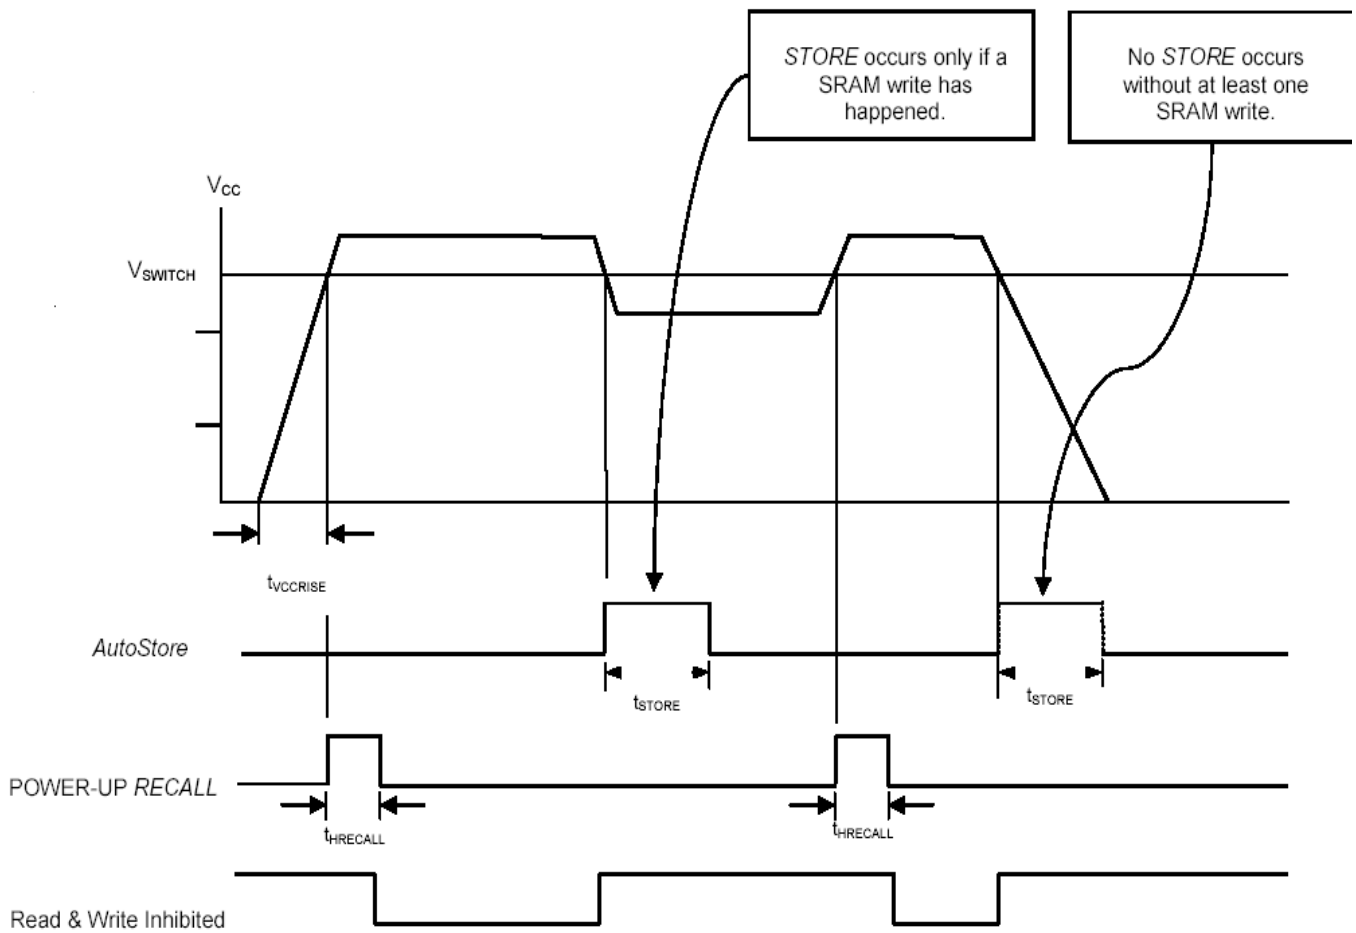 STORE occurs only if a
SRAM write has
happened.
No STORE occurs
without at least one
SRAM write.
VCC
VSWITCH
tVCCRISE
AutoStore
tSTORE
tSTORE
POWER-UP RECALL
tHRECALL
tHRECALL
Read & Write Inhibited